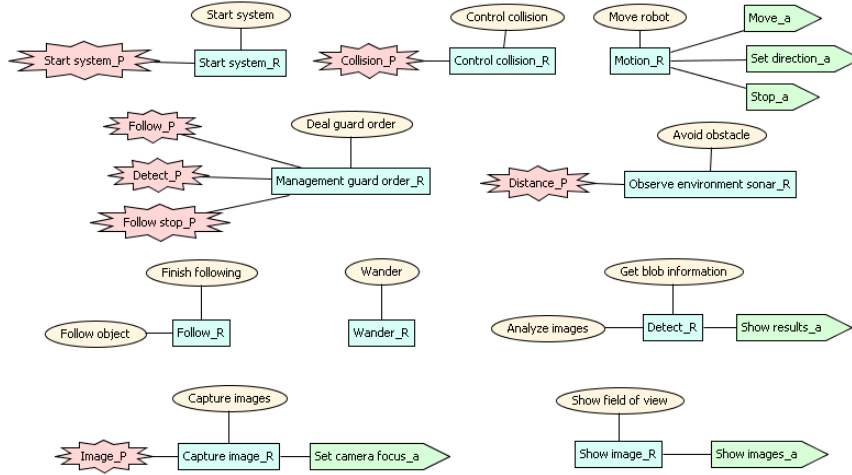 Start system
Control collision
Move robot
Move_a
Start system_P
Start system_R
Collision_P
Control collision_R
Motion_R
Set direction_a
Stop_a
Follow_P
Deal guard order
Avoid obstacle
Detect_P
Management guard order_R
Distance_P
Observe environment sonar_R
Follow stop_P
Finish following
Wander
Get blob information
Follow object
Follow_R
Wander_R
Analyze images
Detect_R
Show results_a
Capture images
Show field of view
Image_P
Capture image_R
Set camera focus_a
Show image_R
Show images_a